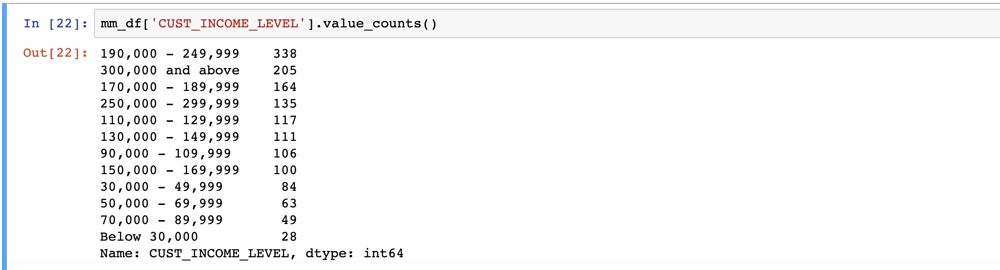 In [22]: mm_df['CUST_INCOME_LEVEL'].value_counts()
Out[22]: 190,000 - 249,999    338
300,000 and above    205
170,000 - 189,999    164
250,000 - 299,999    135
110,000 - 129,999    117
130,000 - 149,999    111
90,000 - 109,999     106
150,000 - 169,999    100
30,000 - 49,999       84
50,000 - 69,999       63
70,000 - 89,999       49
Below 30,000          28
Name: CUST_INCOME_LEVEL, dtype: int64